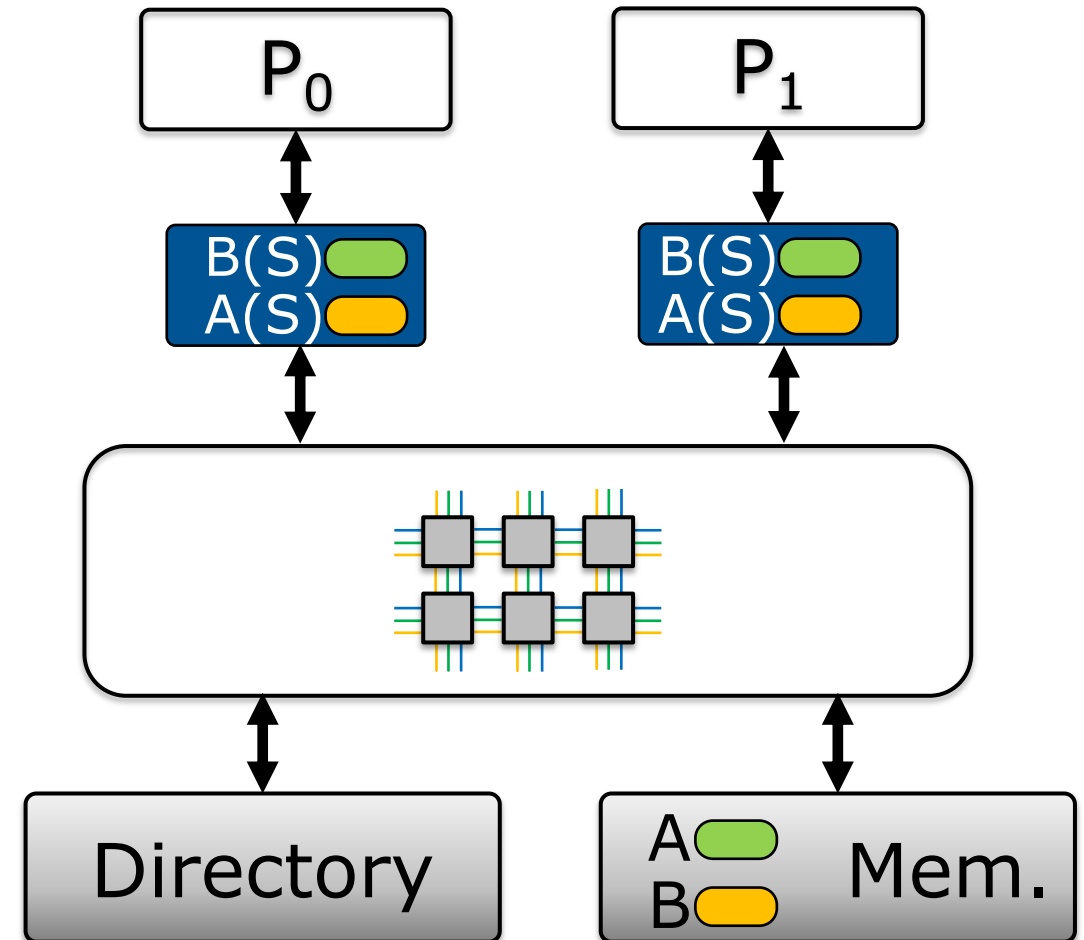 P₀
P₁
B(S)
A(S)
B(S)
A(S)
Directory
A
B
Mem.